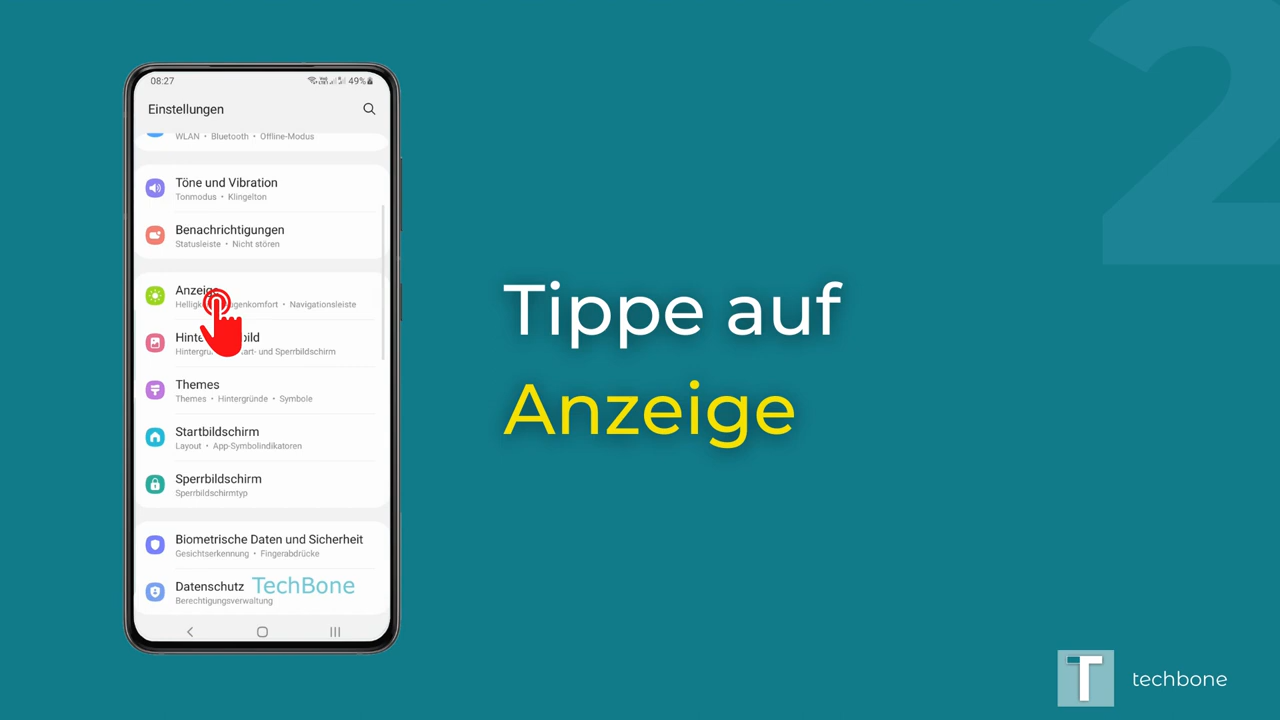 2
08:27 49%
Einstellungen
WLAN • Bluetooth • Offline-Modus
Töne und Vibration
Tonmodus • Klingelton
Benachrichtigungen
Statusleiste • Nicht stören
Anzeige
Navigationsleiste
Themes
Themes • Hintergründe • Symbole
Startbildschirm
Layout • App-Symbolindikatoren
Sperrbildschirm
Sperrbildschirmtyp
Biometrische Daten und Sicherheit
Gesichtserkennung • Fingerabdrücke
Datenschutz TechBone
Berechtigungsverwaltung
Tippe auf
Anzeige
T techbone